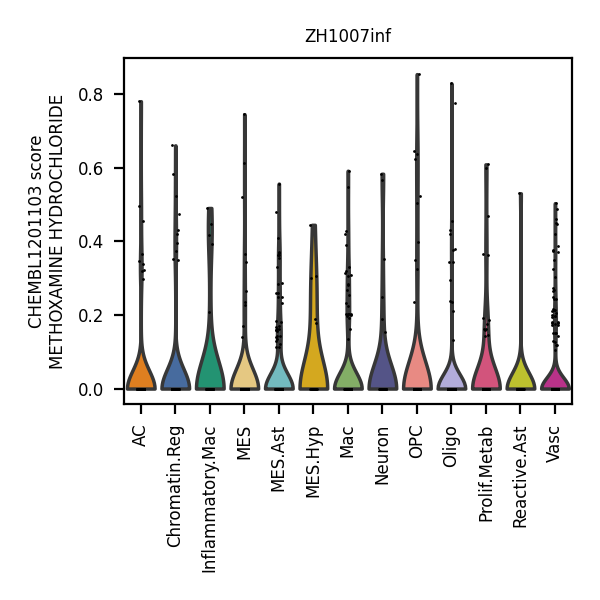 ZH1007inf
CHEMBL1201103 score
METHOXAMINE HYDROCHLORIDE
0.8
0.6
0.4
0.2
0.0
AC
Chromatin.Reg
Inflammatory.Mac
MES
MES.Ast
MES.Hyp
Mac
Neuron
OPC
Oligo
Prolif.Metab
Reactive.Ast
Vasc